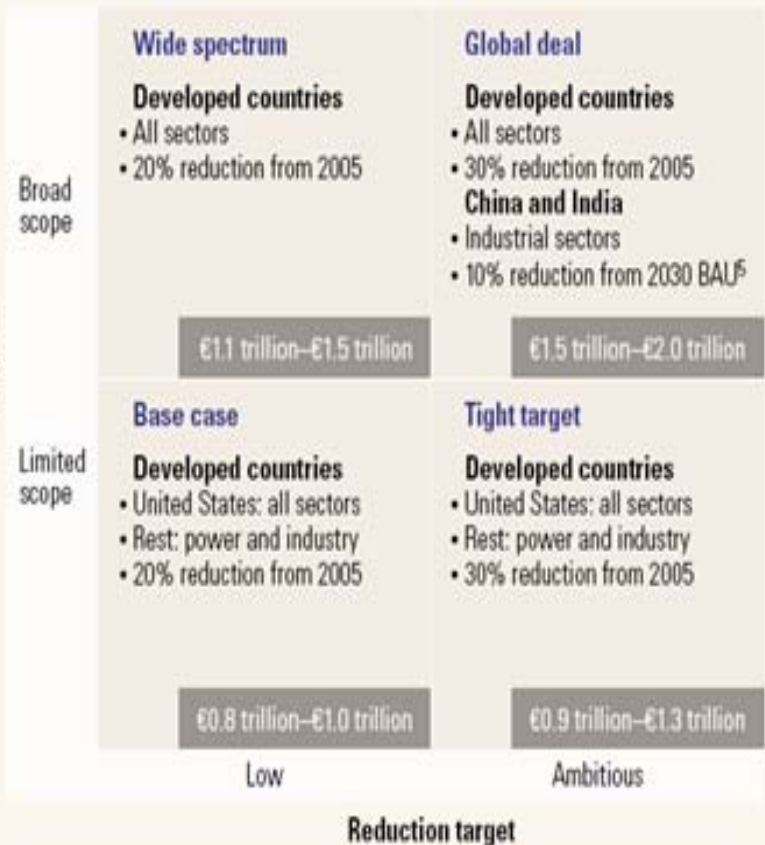 Broad
scope
Wide spectrum
Developed countries
• All sectors
• 20% reduction from 2005
€1.1 trillion–€1.5 trillion
Global deal
Developed countries
• All sectors
• 30% reduction from 2005
China and India
• Industrial sectors
• 10% reduction from 2030 BAU⁵
€1.5 trillion–€2.0 trillion
Limited
scope
Base case
Developed countries
• United States: all sectors
• Rest: power and industry
• 20% reduction from 2005
€0.8 trillion–€1.0 trillion
Tight target
Developed countries
• United States: all sectors
• Rest: power and industry
• 30% reduction from 2005
€0.9 trillion–€1.3 trillion
Low
Ambitious
Reduction target